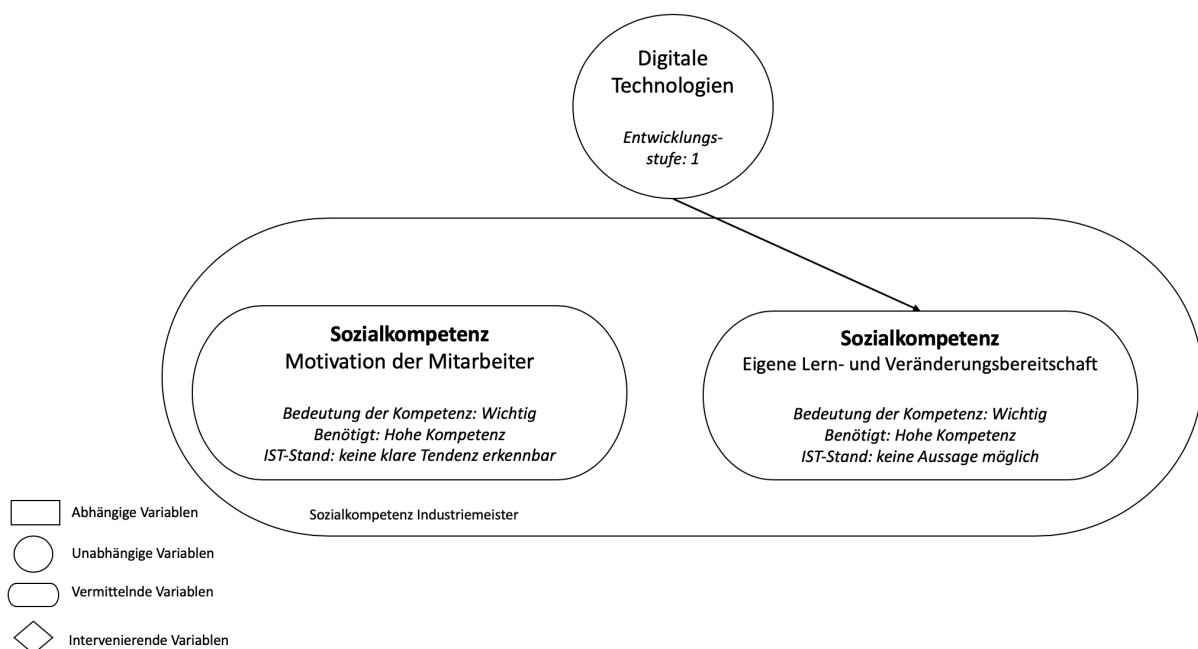 Digitale
Technologien
Entwicklungs-
stufe: 1
Sozialkompetenz
Motivation der Mitarbeiter
Bedeutung der Kompetenz: Wichtig
Benötigt: Hohe Kompetenz
IST-Stand: keine klare Tendenz erkennbar
Sozialkompetenz
Eigene Lern- und Veränderungsbereitschaft
Bedeutung der Kompetenz: Wichtig
Benötigt: Hohe Kompetenz
IST-Stand: keine Aussage möglich
Sozialkompetenz Industriemeister
Abhängige Variablen
Unabhängige Variablen
Vermittelnde Variablen
Intervenierende Variablen